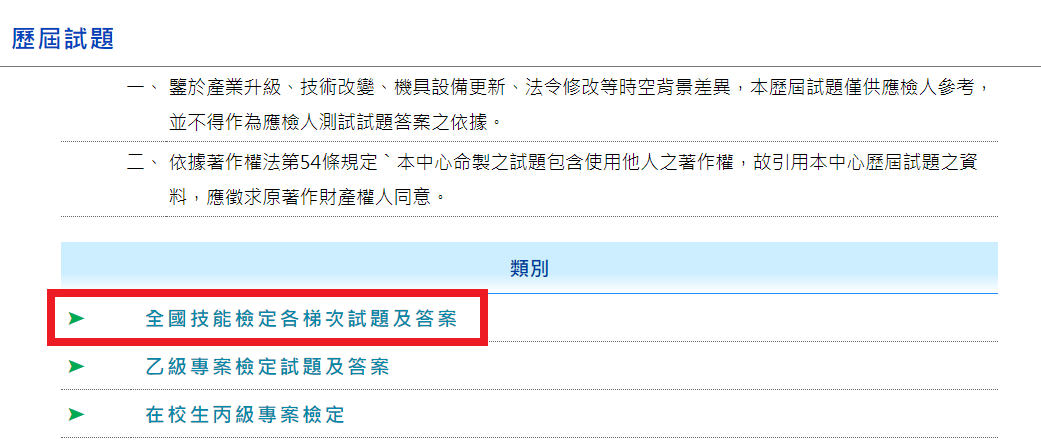 歷屆試題
一、 鑒於產業升級、技術改變、機具設備更新、法令修改等時空背景差異，本歷屆試題僅供應檢人參考，
並不得作為應檢人測試試題答案之依據。
二、 依據著作權法第54條規定｀本中心命製之試題包含使用他人之著作權，故引用本中心歷屆試題之資
料，應徵求原著作財產權人同意。
類別
➤ 全國技能檢定各梯次試題及答案
➤ 乙級專案檢定試題及答案
➤ 在校生丙級專案檢定